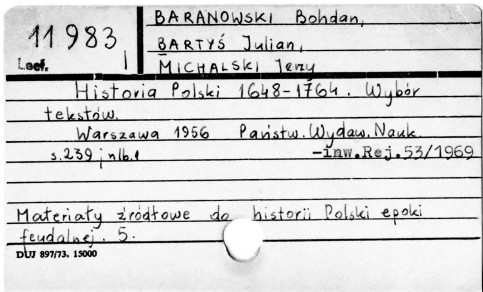 11983
I
Loef.
BARANOWSKI Bohdan,
BARTYŚ Julian,
MICHALSKI Jerzy
Historia Polski 1648-1764. Wybór
tekstów.
Warszawa 1956 Państw. Wydaw. Nauk.
s.239; nlb.1 -inw.Rej.53/1969
Materiały źródłowe do historii Polski epoki
feudalnej. 5.
DUJ 897/73. 15000